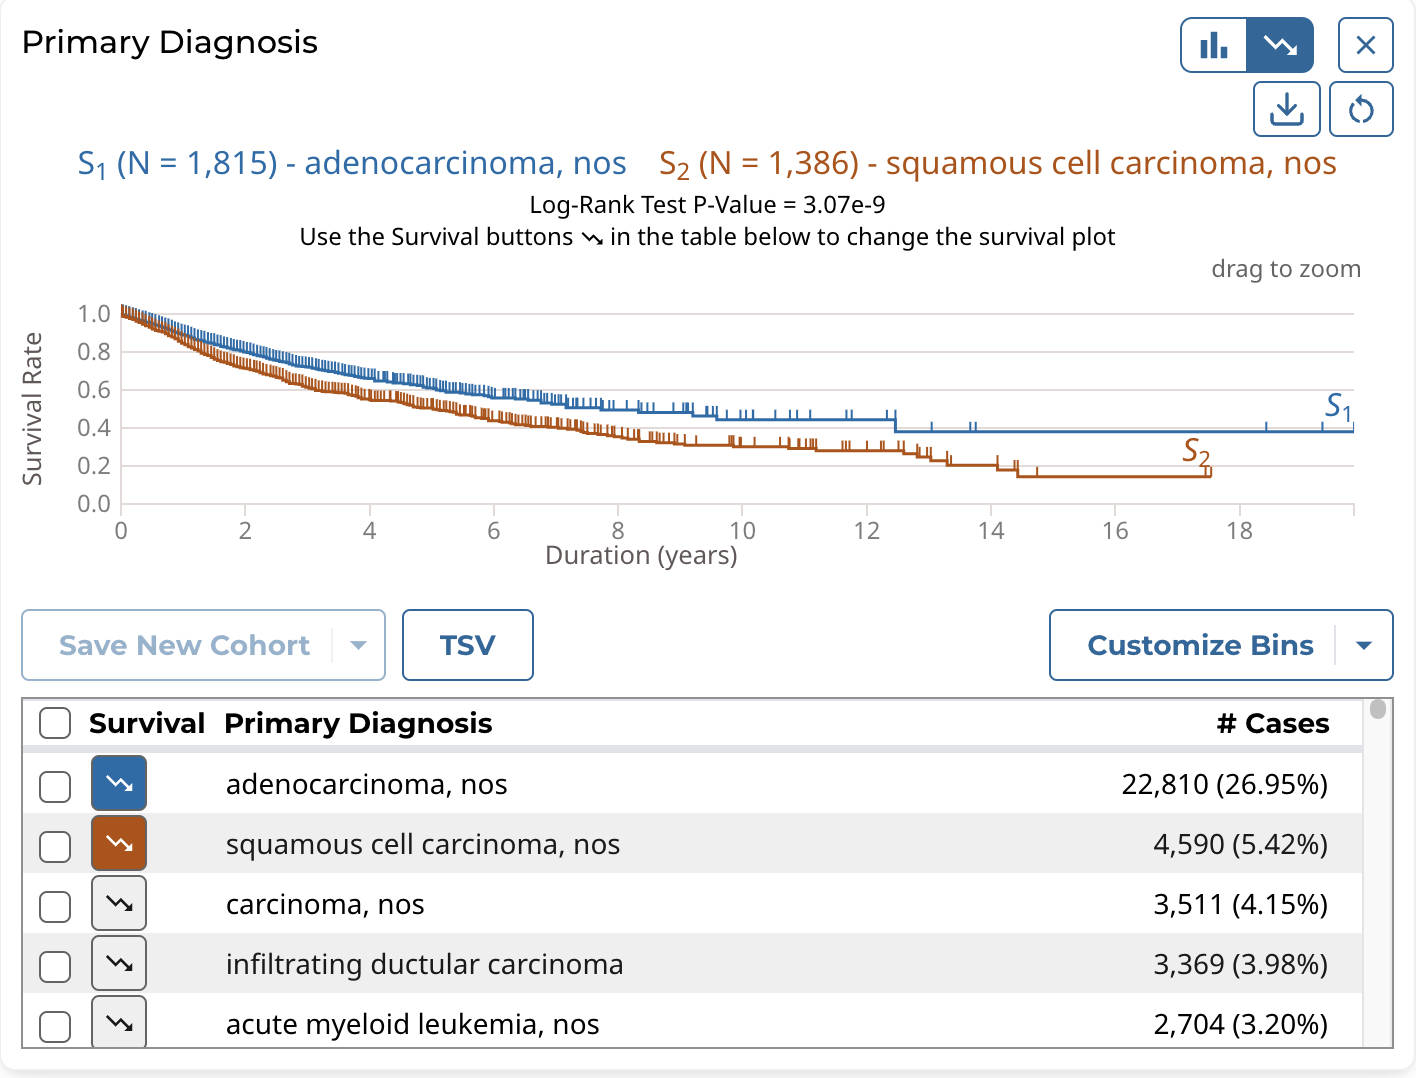 Primary Diagnosis
S1 (N = 1,815) - adenocarcinoma, nos S2 (N = 1,386) - squamous cell carcinoma, nos
Log-Rank Test P-Value = 3.07e-9
Use the Survival buttons in the table below to change the survival plot
drag to zoom
Survival Rate
1.0
0.8
0.6
0.4
0.2
0.0
S1
S2
0 2 4 6 8 10 12 14 16 18
Duration (years)
Save New Cohort TSV Customize Bins
Survival Primary Diagnosis # Cases
adenocarcinoma, nos 22,810 (26.95%)
squamous cell carcinoma, nos 4,590 (5.42%)
carcinoma, nos 3,511 (4.15%)
infiltrating ductular carcinoma 3,369 (3.98%)
acute myeloid leukemia, nos 2,704 (3.20%)